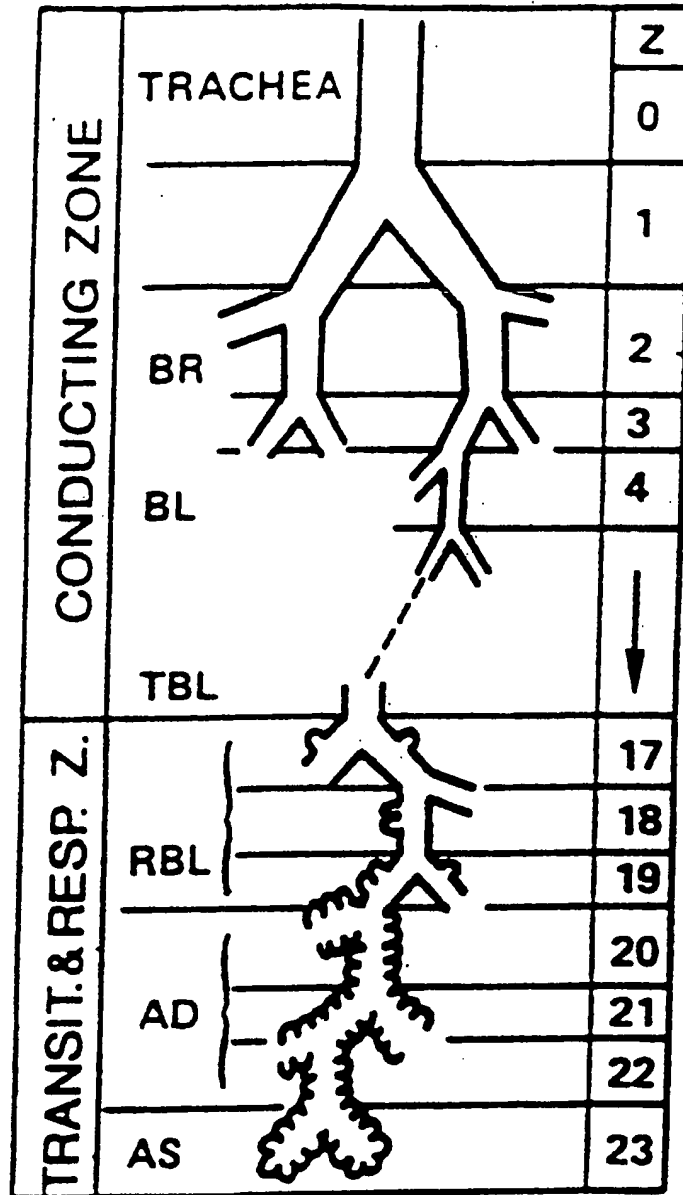 Z
TRACHEA
0
CONDUCTING ZONE
1
BR
2
3
BL
4
TBL
TRANSIT.& RESP. Z.
17
18
RBL
19
20
AD
21
22
AS
23